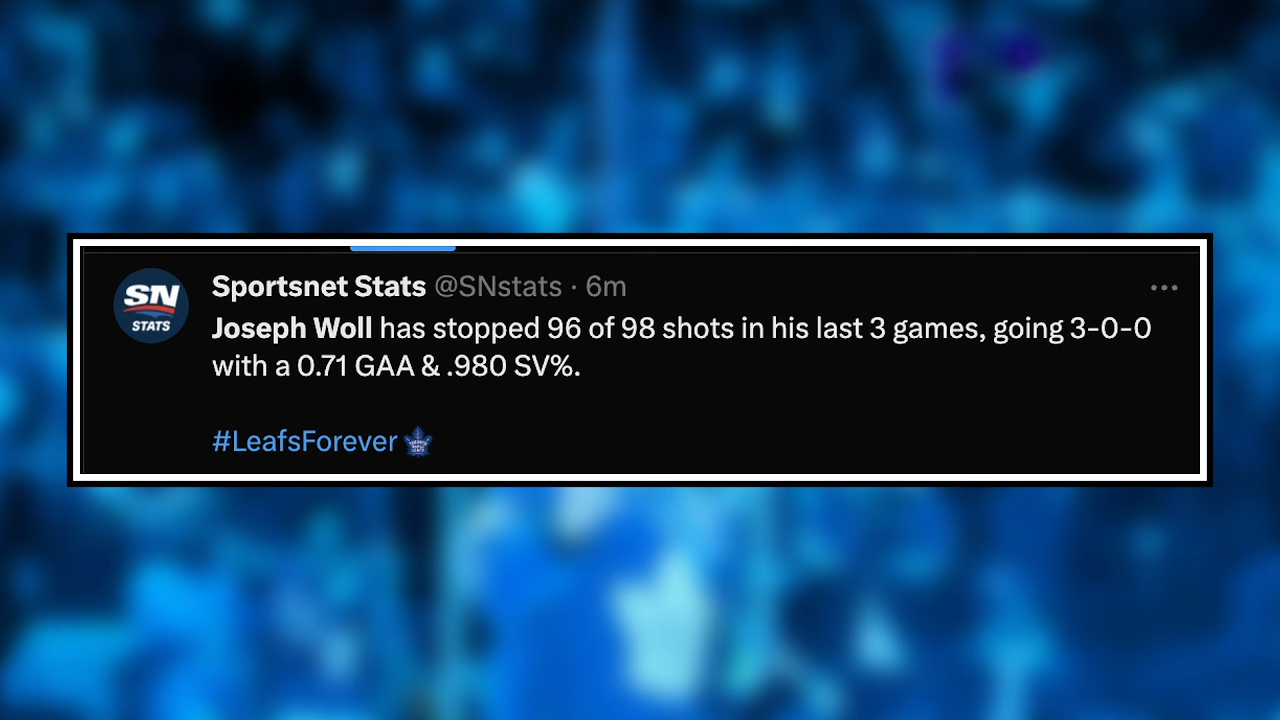 SN
STATS
Sportsnet Stats @SNstats · 6m
Joseph Woll has stopped 96 of 98 shots in his last 3 games, going 3-0-0
with a 0.71 GAA & .980 SV%.
#LeafsForever